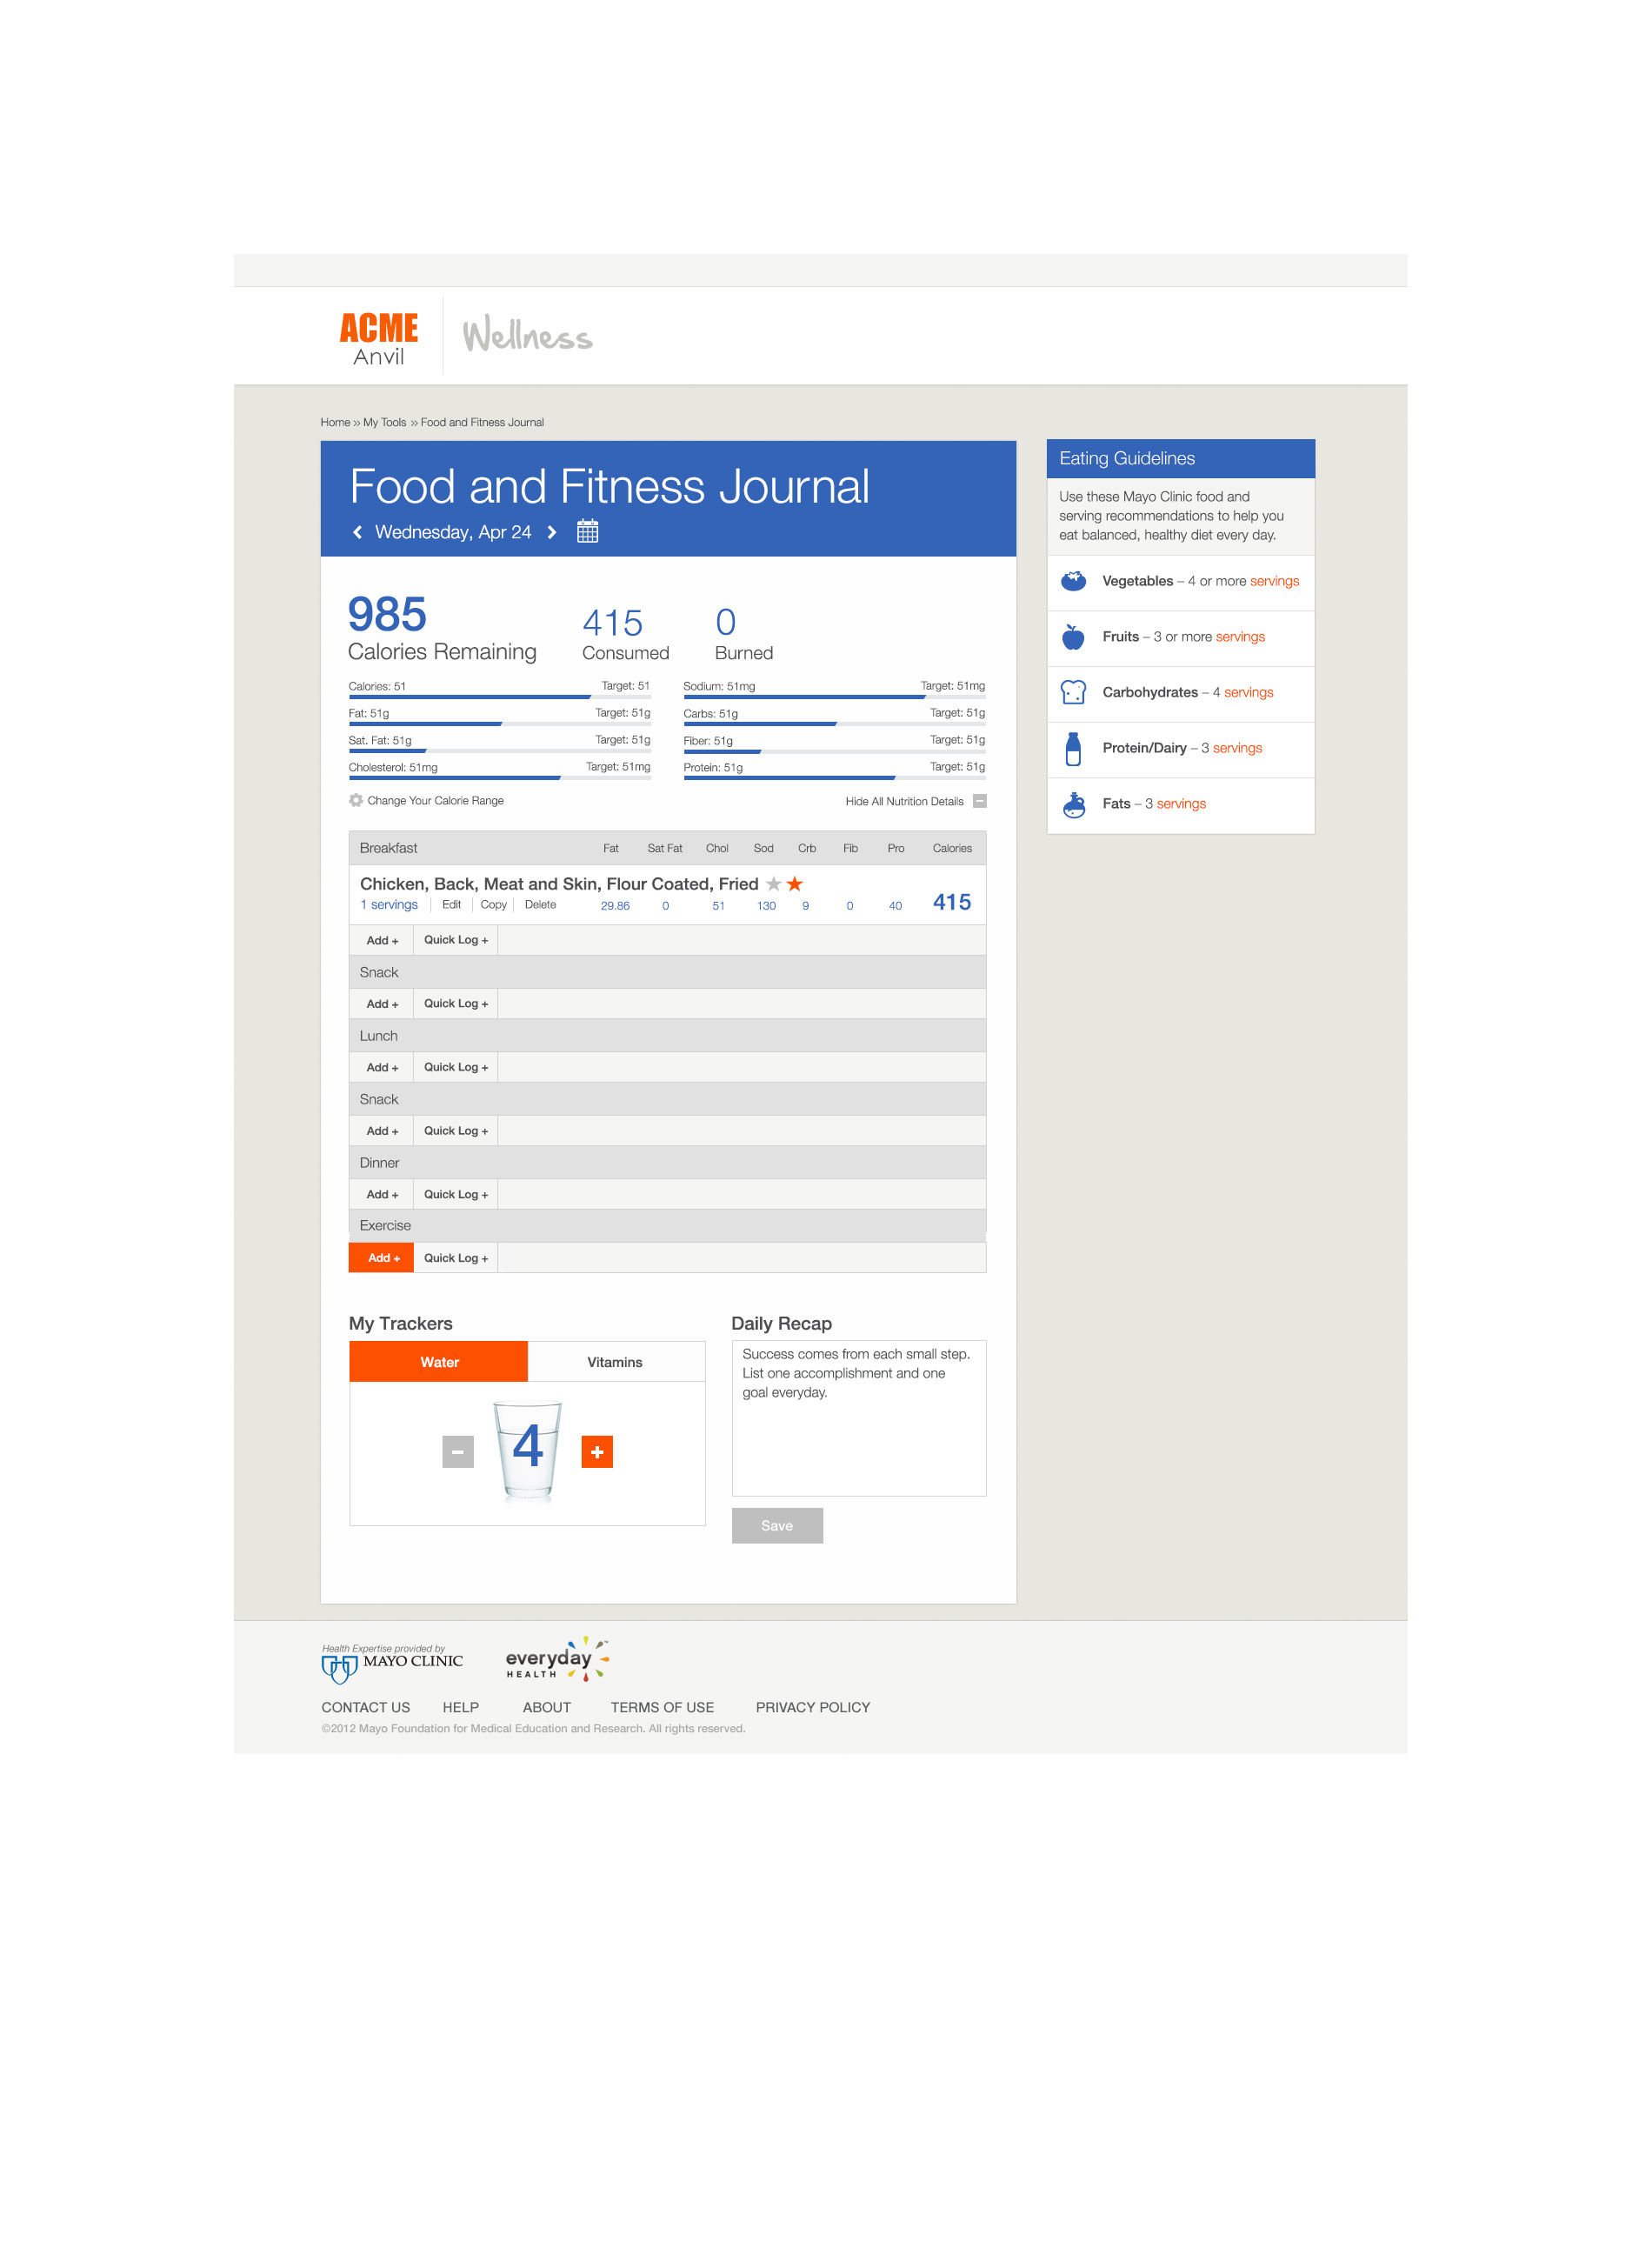 ACME
Anvil
Wellness
Home » My Tools » Food and Fitness Journal
Food and Fitness Journal
Wednesday, Apr 24
985
Calories Remaining
415
Consumed
0
Burned
Calories: 51 Target: 51
Fat: 51g Target: 51g
Sat. Fat: 51g Target: 51g
Cholesterol: 51mg Target: 51mg
Sodium: 51mg Target: 51mg
Carbs: 51g Target: 51g
Fiber: 51g Target: 51g
Protein: 51g Target: 51g
Change Your Calorie Range
Hide All Nutrition Details
Breakfast Fat Sat Fat Chol Sod Crb Fib Pro Calories
Chicken, Back, Meat and Skin, Flour Coated, Fried
1 servings Edit Copy Delete 29.86 0 51 130 9 0 40 415
Add + Quick Log +
Snack
Add + Quick Log +
Lunch
Add + Quick Log +
Snack
Add + Quick Log +
Dinner
Add + Quick Log +
Exercise
Add + Quick Log +
My Trackers
Water Vitamins
4
Daily Recap
Success comes from each small step.
List one accomplishment and one
goal everyday.
Save
Eating Guidelines
Use these Mayo Clinic food and
serving recommendations to help you
eat balanced, healthy diet every day.
Vegetables – 4 or more servings
Fruits – 3 or more servings
Carbohydrates – 4 servings
Protein/Dairy – 3 servings
Fats – 3 servings
Health Expertise provided by
MAYO CLINIC
everyday
HEALTH
CONTACT US HELP ABOUT TERMS OF USE PRIVACY POLICY
©2012 Mayo Foundation for Medical Education and Research. All rights reserved.